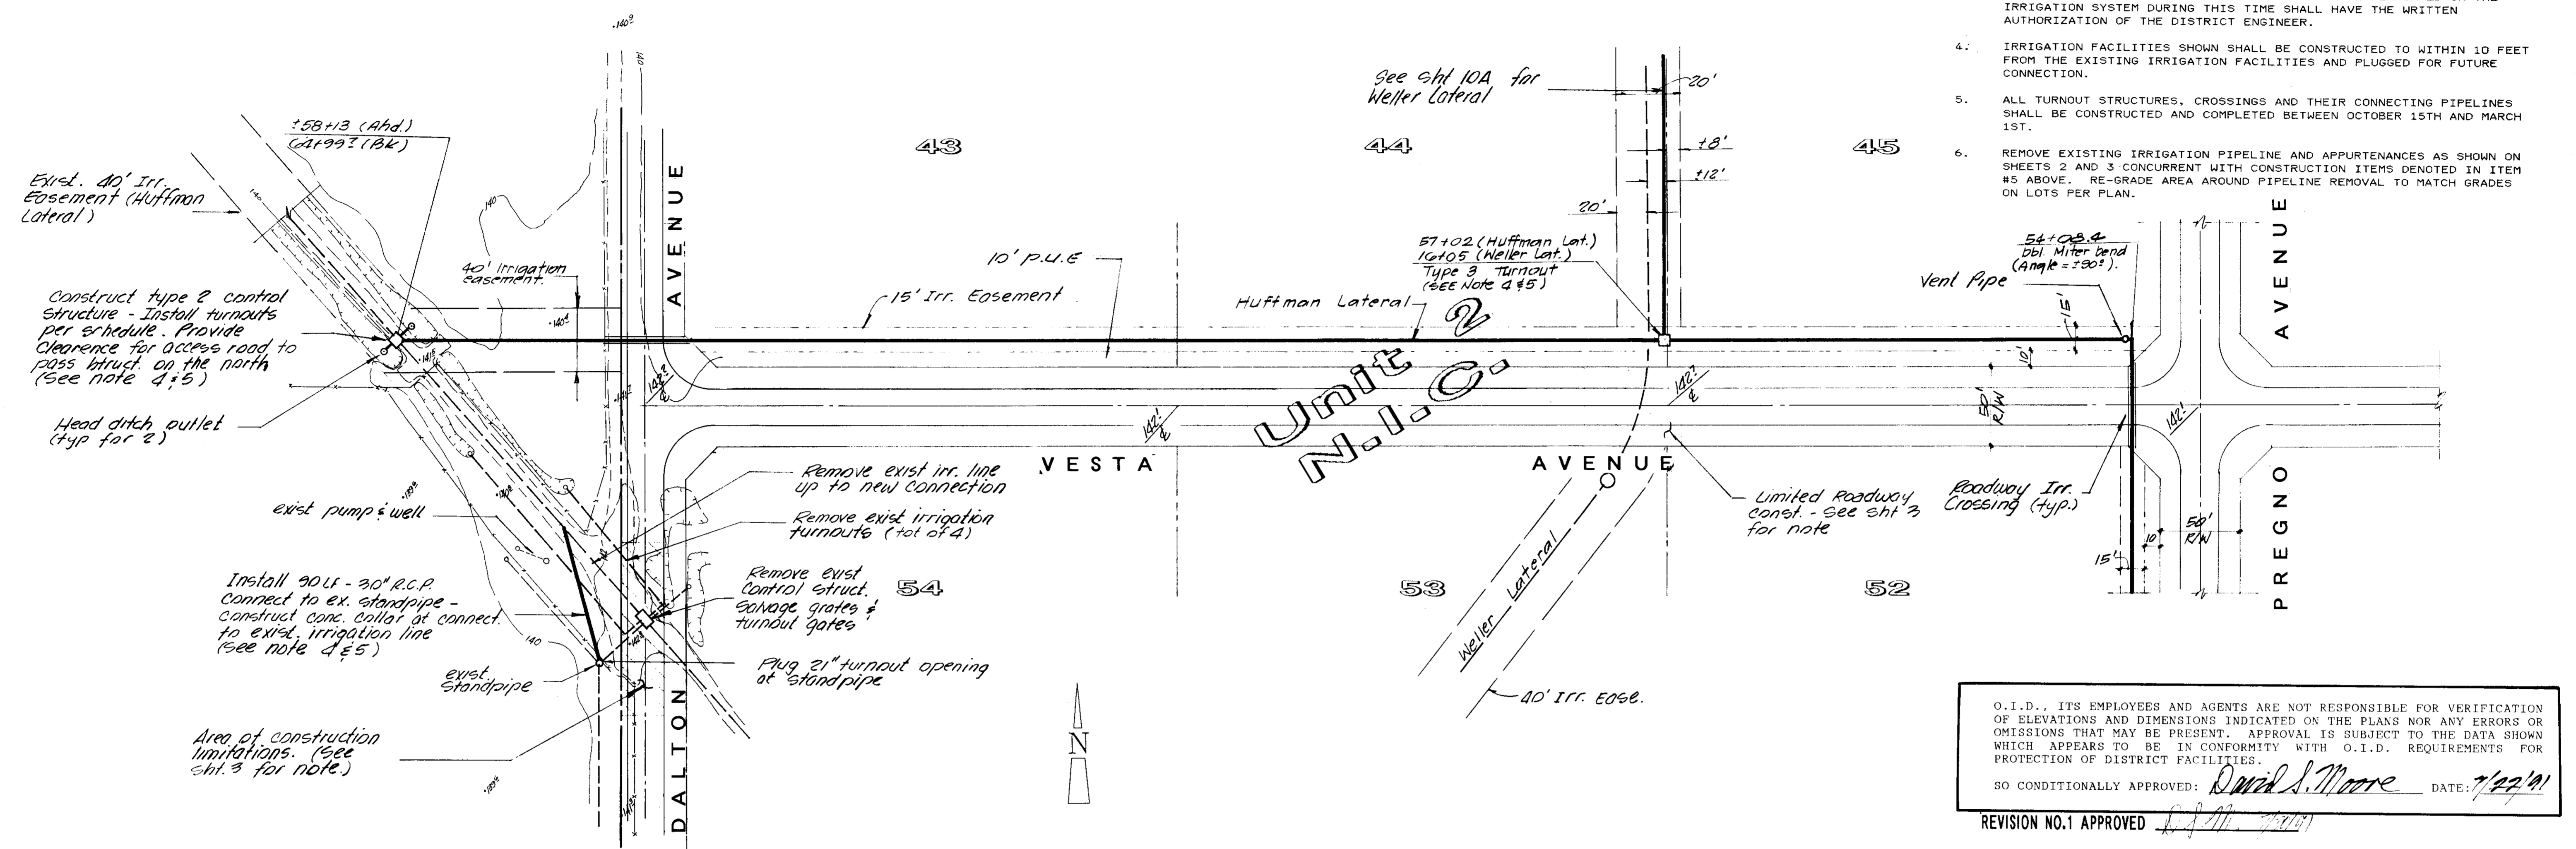 IRRIGATION SYSTEM DURING THIS TIME SHALL HAVE THE WRITTEN
AUTHORIZATION OF THE DISTRICT ENGINEER.
4. IRRIGATION FACILITIES SHOWN SHALL BE CONSTRUCTED TO WITHIN 10 FEET
FROM THE EXISTING IRRIGATION FACILITIES AND PLUGGED FOR FUTURE
CONNECTION.
5. ALL TURNOUT STRUCTURES, CROSSINGS AND THEIR CONNECTING PIPELINES
SHALL BE CONSTRUCTED AND COMPLETED BETWEEN OCTOBER 15TH AND MARCH
1ST.
6. REMOVE EXISTING IRRIGATION PIPELINE AND APPURTENANCES AS SHOWN ON
SHEETS 2 AND 3 CONCURRENT WITH CONSTRUCTION ITEMS DENOTED IN ITEM
#5 ABOVE. RE-GRADE AREA AROUND PIPELINE REMOVAL TO MATCH GRADES
ON LOTS PER PLAN.
140
See sht 10A for
Weller Lateral
20'
±8'
±12'
20'
43
44
45
±58+13 (Ahd.)
(Bk)
Exist. 40' Irr.
Easement (Huffman
Lateral)
140
140
40' Irrigation
easement.
AVENUE
10' P.U.E
15' Irr. Easement
Huffman Lateral
57+02 (Huffman Lat.)
16+05 (Weller Lat.)
Type 3 Turnout
(SEE Note 4 & 5)
54+08.4
Dbl. Miter bend
(Angle = ±90°).
Vent Pipe
15'
10'
AVENUE
Construct type 2 control
structure - Install turnouts
per schedule. Provide
Clearence for access road to
pass struct. on the north
(see note 4 & 5)
Head ditch outlet
(typ for 2)
Unit 2
N.I.C.
50'
R/W
VESTA
AVENUE
Remove exist irr. line
up to new connection
exist pump & well
Remove exist irrigation
turnouts (tot of 4)
Limited Roadway
Const. - See sht 3
for note
Roadway Irr.
Crossing (typ.)
50'
R/W
10'
15'
PREGNO
Install 90 LF - 30" R.C.P.
Connect to ex. standpipe -
Construct conc. collar at connect.
to exist. irrigation line
(see note 4 & 5)
Remove exist
Control struct.
Salvage grates &
turnout gates
54
53
52
Weller Lateral
140
exist.
Standpipe
Plug 21" turnout opening
at standpipe
40' Irr. Ease.
DALTON
N
Area of construction
limitations. (See
sht. 3 for note.)
O.I.D., ITS EMPLOYEES AND AGENTS ARE NOT RESPONSIBLE FOR VERIFICATION
OF ELEVATIONS AND DIMENSIONS INDICATED ON THE PLANS NOR ANY ERRORS OR
OMISSIONS THAT MAY BE PRESENT. APPROVAL IS SUBJECT TO THE DATA SHOWN
WHICH APPEARS TO BE IN CONFORMITY WITH O.I.D. REQUIREMENTS FOR
PROTECTION OF DISTRICT FACILITIES.
SO CONDITIONALLY APPROVED: David S. Moore DATE: 7/22/91
REVISION NO.1 APPROVED